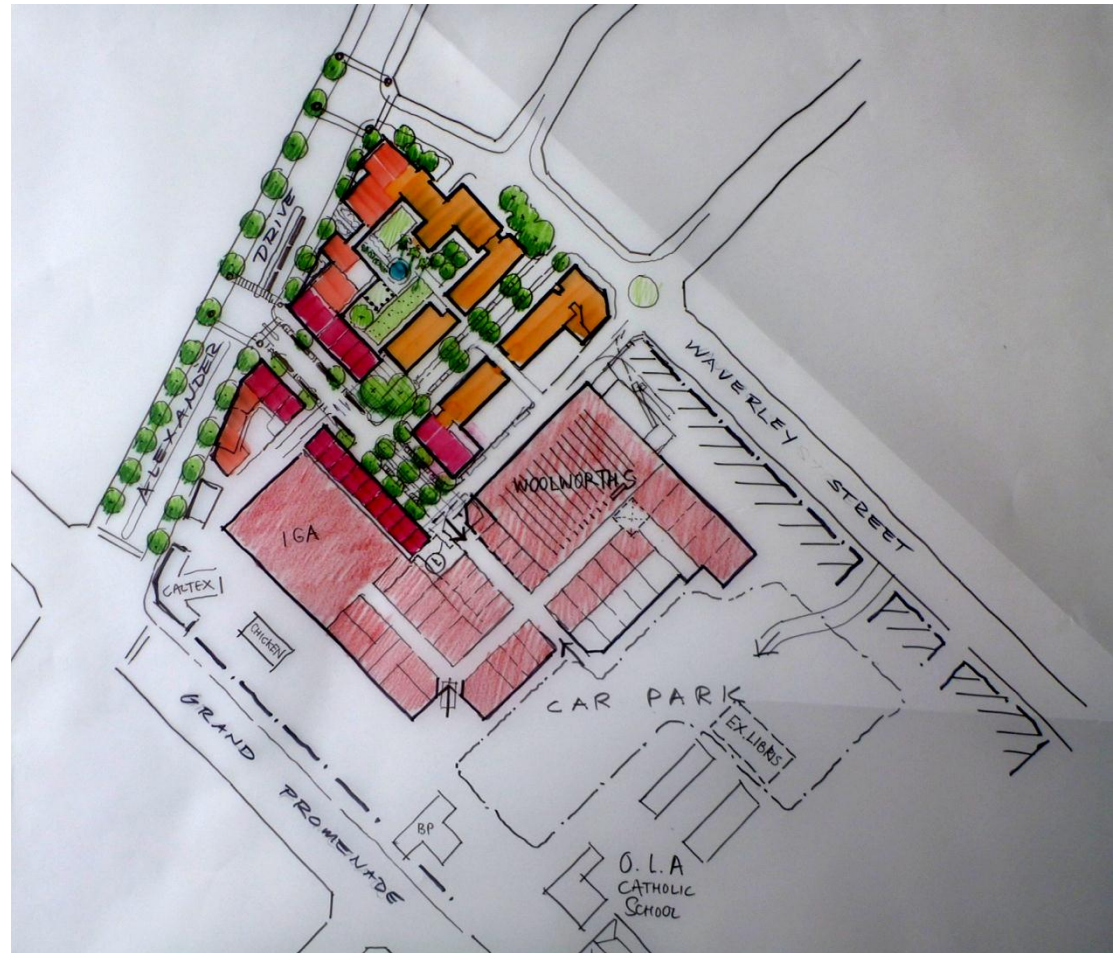 ALEXANDER DRIVE
WAVERLEY STREET
WOOLWORTHS
IGA
CALTEX
CHICKEN
GRAND PROMENADE
CAR PARK
EX.LIBRIS
BP
O.L.A
CATHOLIC
SCHOOL